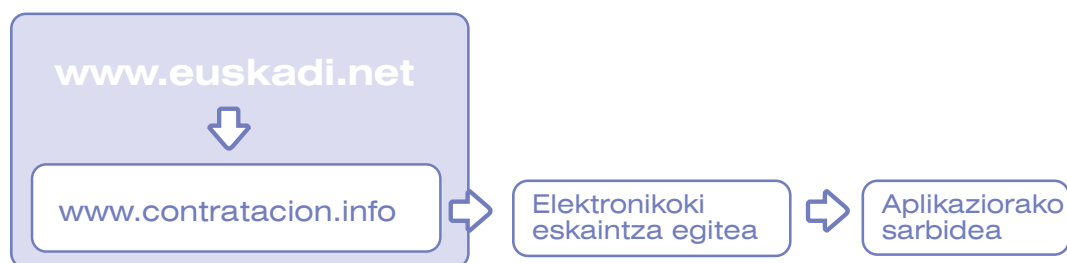 www.euskadi.net
www.contratacion.info
Elektronikoki
eskaintza egitea
Aplikaziorako
sarbidea